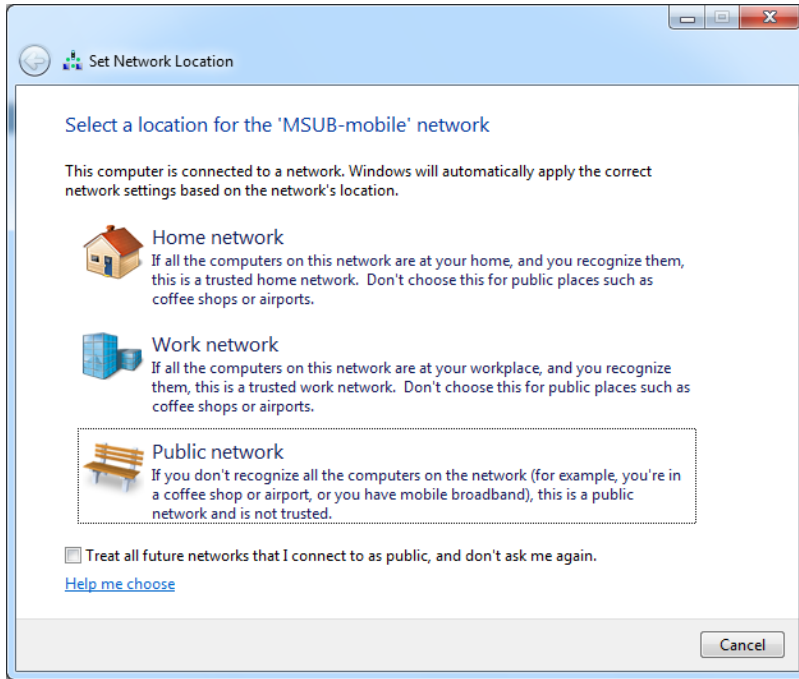 Set Network Location
Select a location for the 'MSUB-mobile' network
This computer is connected to a network. Windows will automatically apply the correct
network settings based on the network's location.
Home network
If all the computers on this network are at your home, and you recognize them,
this is a trusted home network.  Don't choose this for public places such as
coffee shops or airports.
Work network
If all the computers on this network are at your workplace, and you recognize
them, this is a trusted work network.  Don't choose this for public places such as
coffee shops or airports.
Public network
If you don't recognize all the computers on the network (for example, you're in
a coffee shop or airport, or you have mobile broadband), this is a public
network and is not trusted.
Treat all future networks that I connect to as public, and don't ask me again.
Help me choose
Cancel